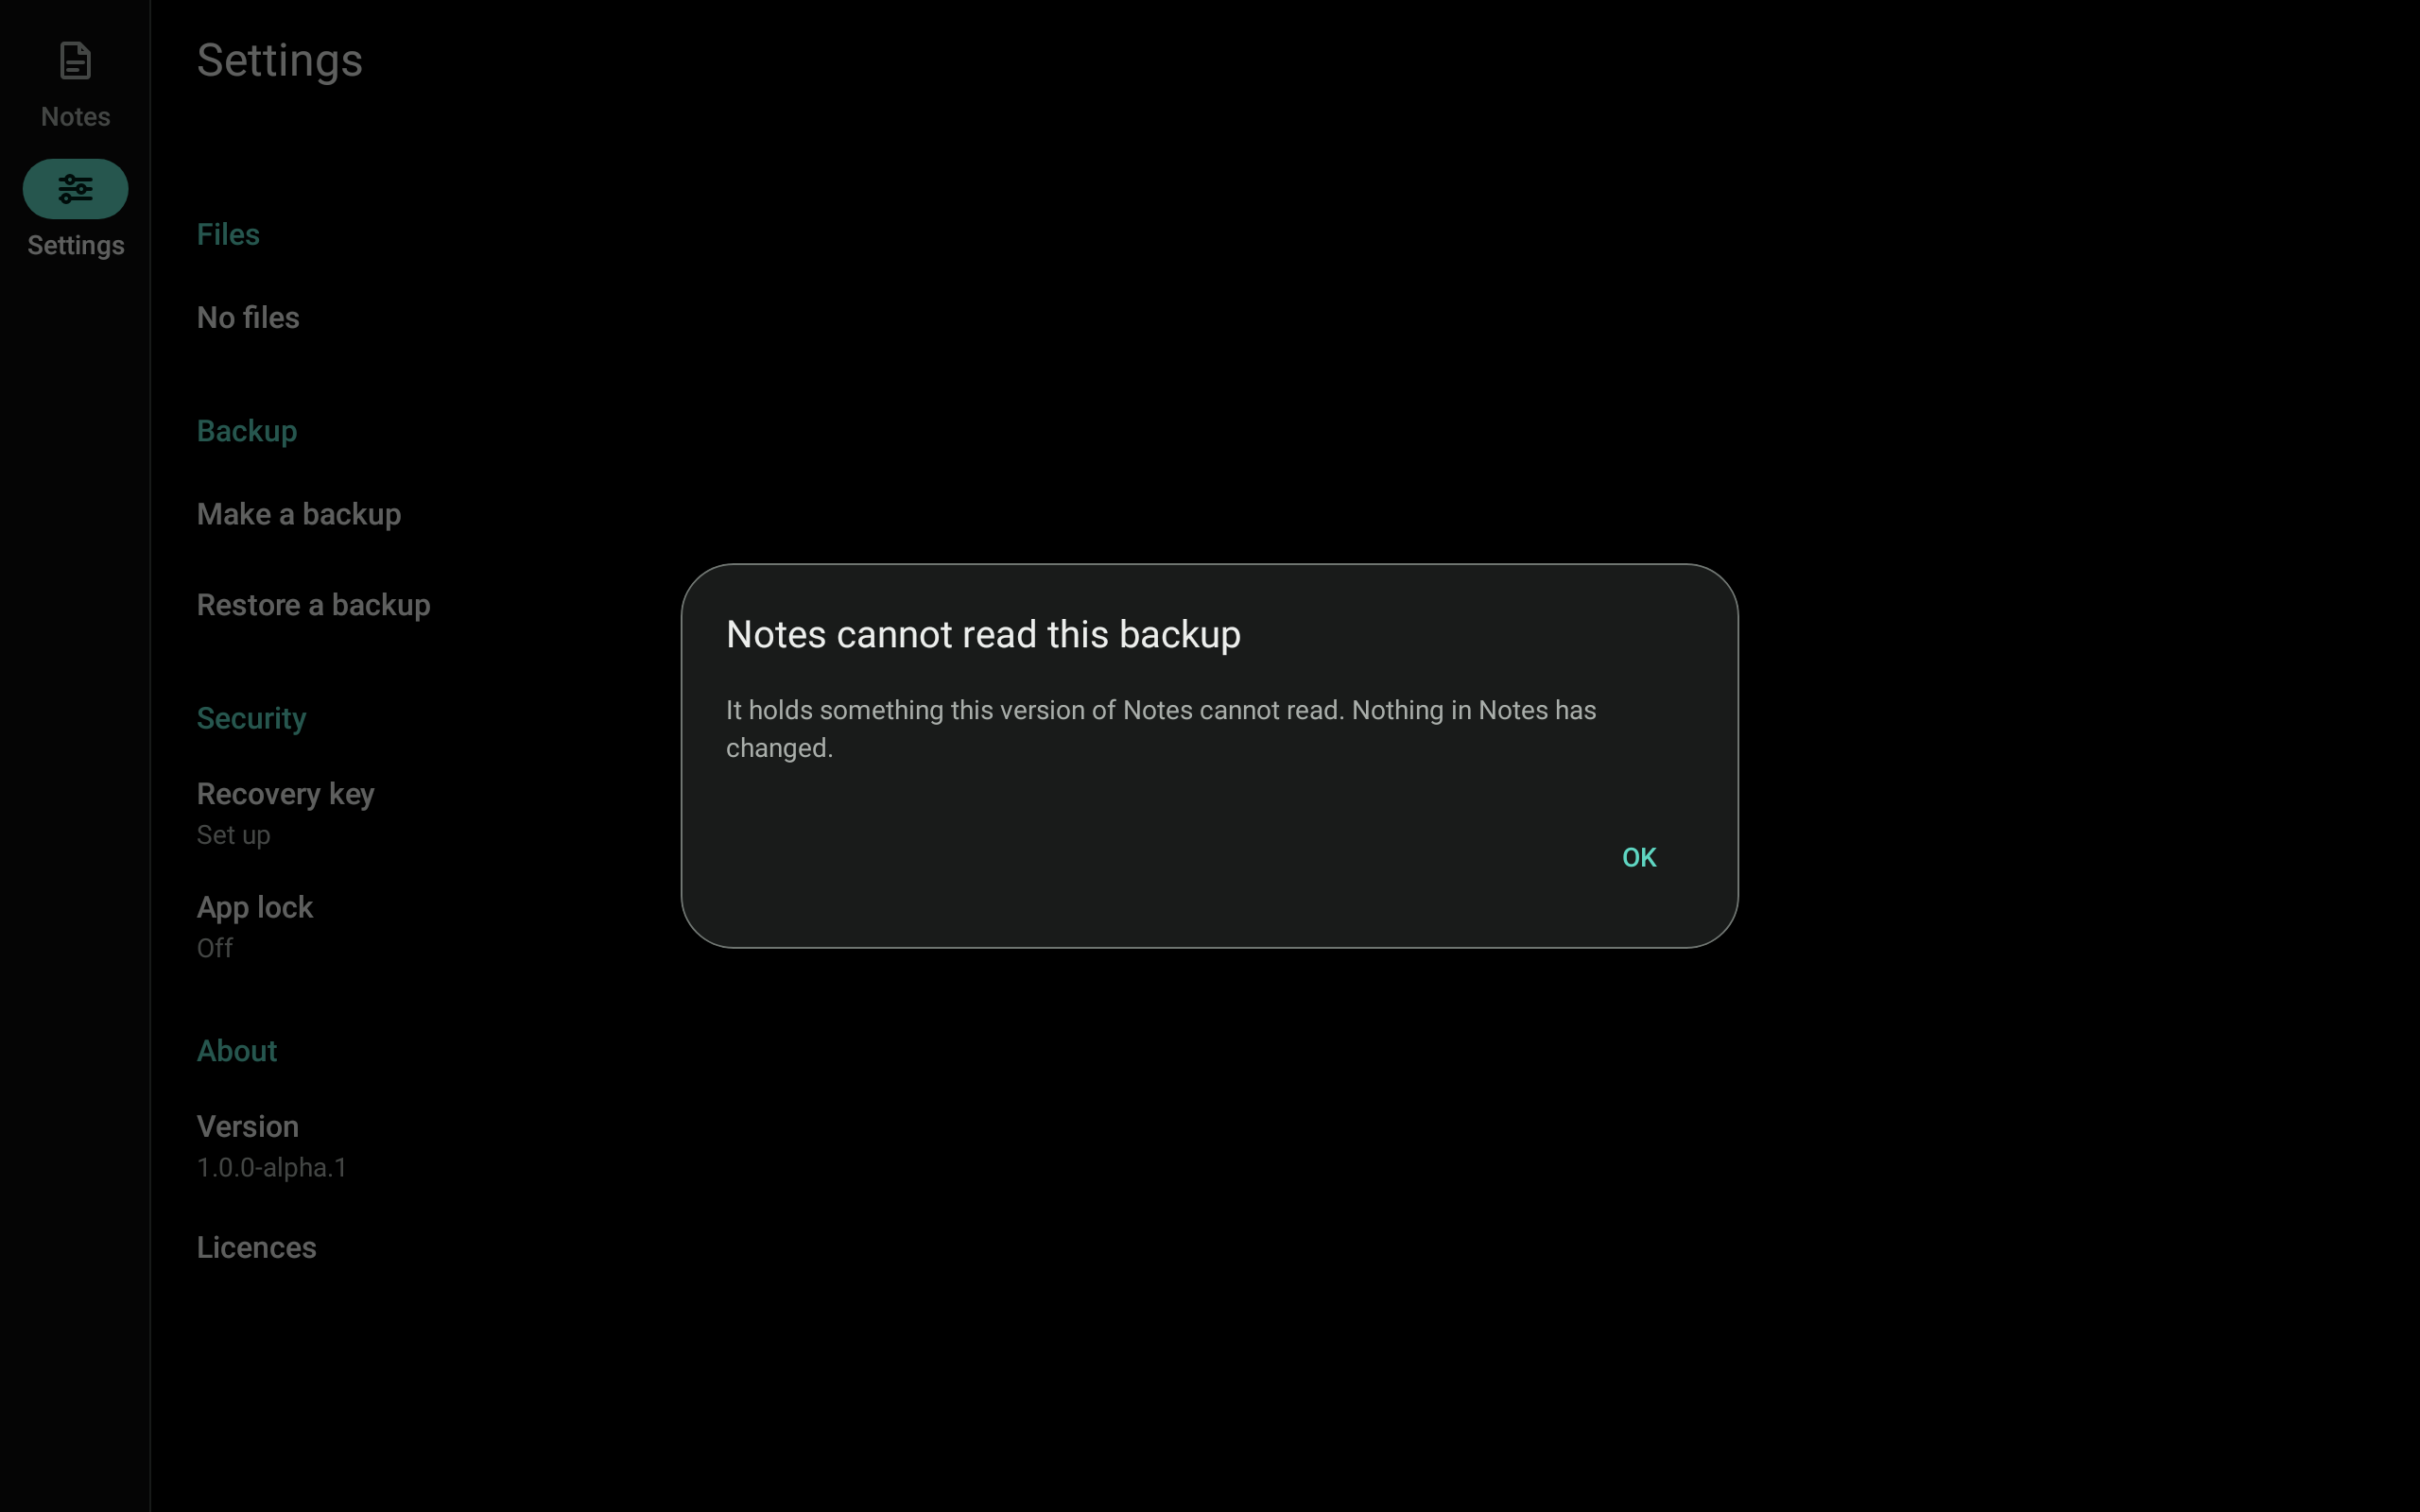 Notes
Settings
Settings
Files
No files
Backup
Make a backup
Restore a backup
Security
Recovery key
Set up
App lock
Off
About
Version
1.0.0-alpha.1
Licences
Notes cannot read this backup
It holds something this version of Notes cannot read. Nothing in Notes has
changed.
OK